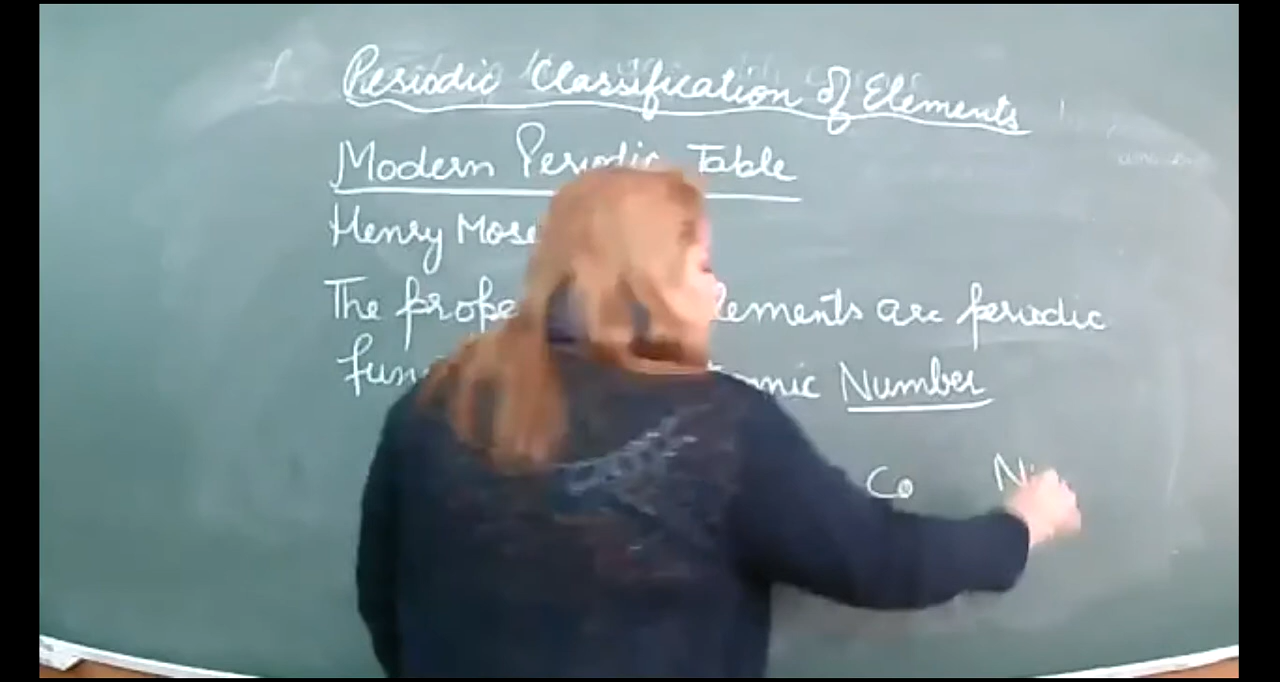 Periodic Classification of Elements
Modern Periodic Table
Henry Mose
The prope lements are periodic
fun mic Number
Co Ni